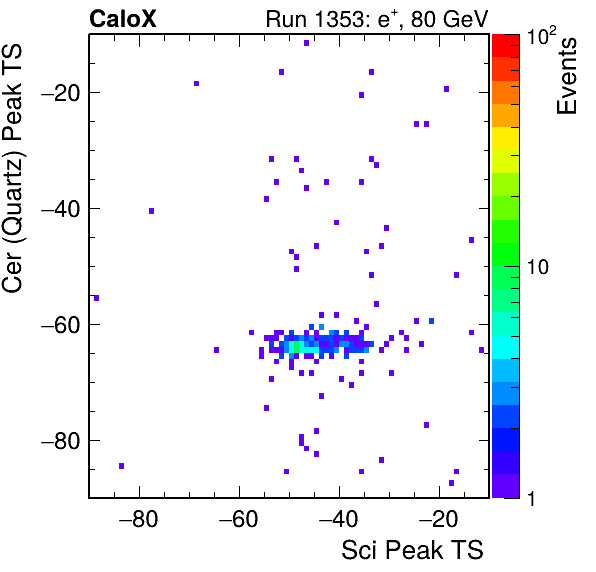 CaloX Run 1353: e⁺, 80 GeV
Cer (Quartz) Peak TS
−20
−40
−60
−80
−80 −60 −40 −20
Sci Peak TS
10²
10
1
Events